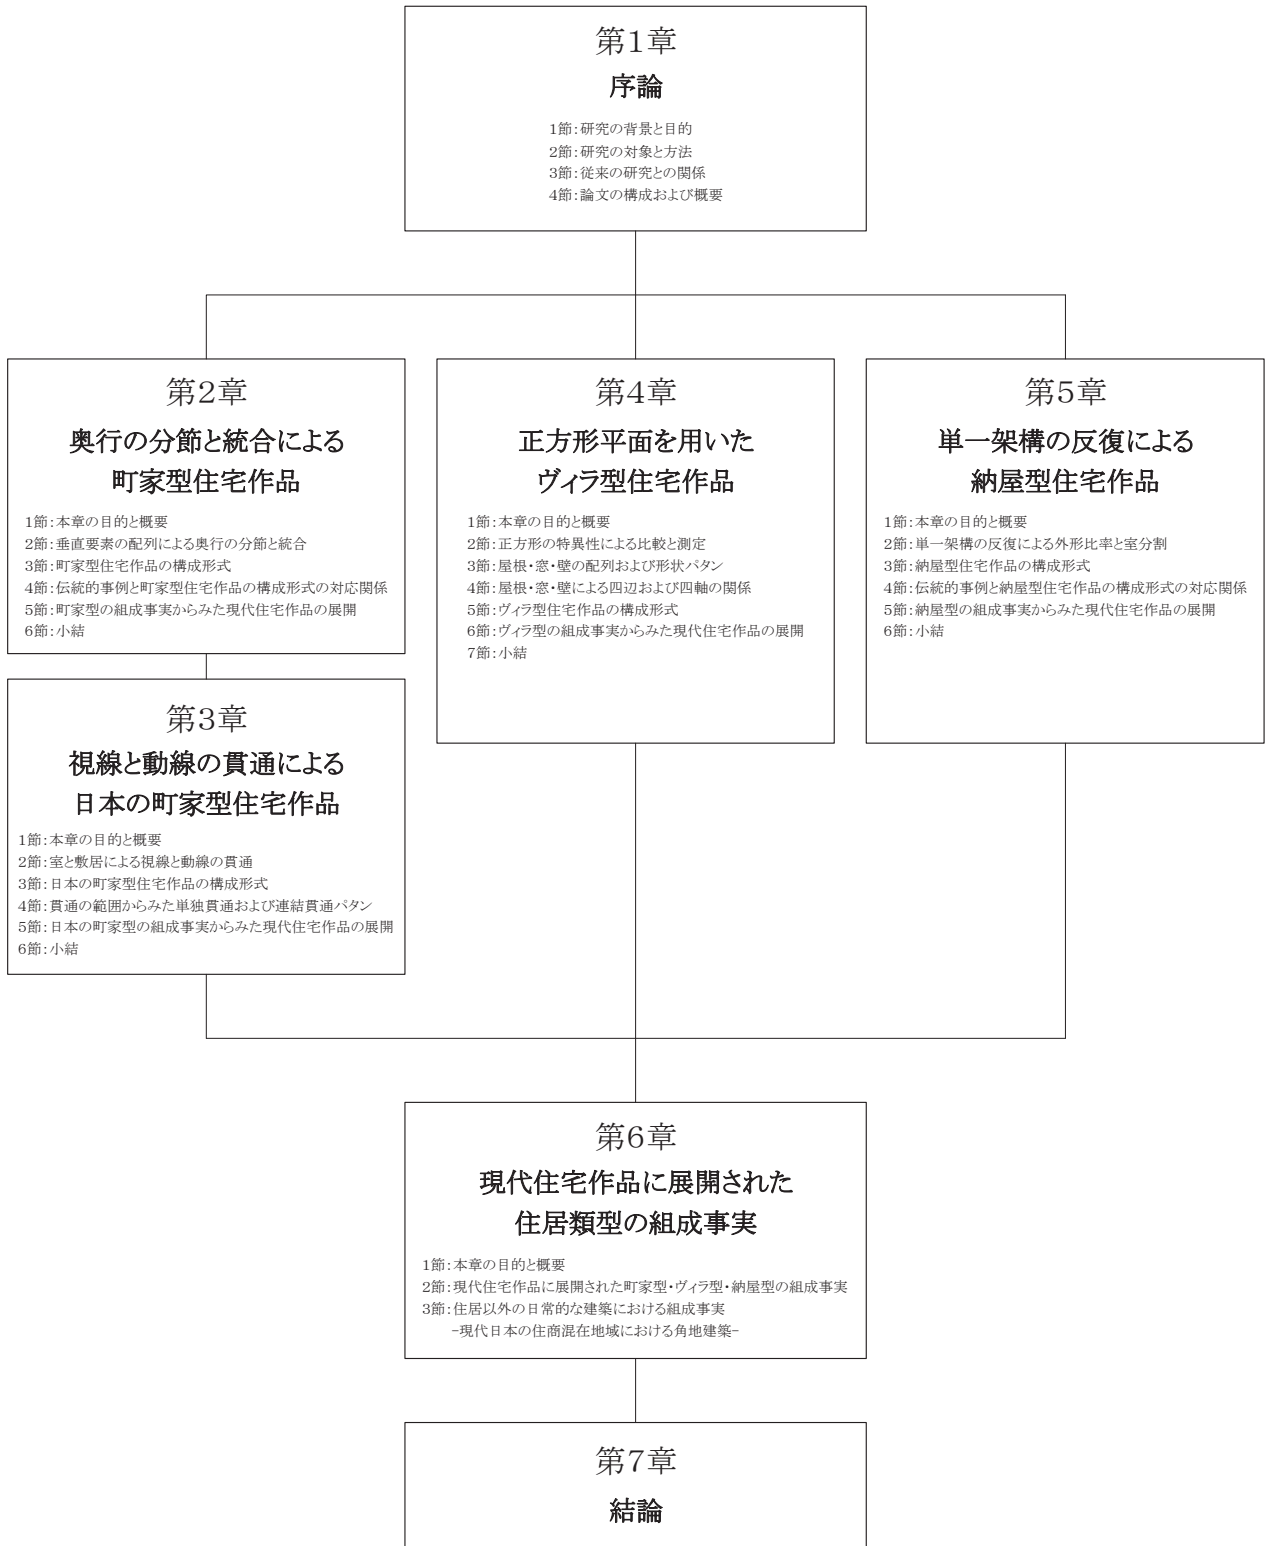 第1章
序論
1節：研究の背景と目的
2節：研究の対象と方法
3節：従来の研究との関係
4節：論文の構成および概要
第2章
奥行の分節と統合による
町家型住宅作品
1節：本章の目的と概要
2節：垂直要素の配列による奥行の分節と統合
3節：町家型住宅作品の構成形式
4節：伝統的事例と町家型住宅作品の構成形式の対応関係
5節：町家型の組成事実からみた現代住宅作品の展開
6節：小結
第3章
視線と動線の貫通による
日本の町家型住宅作品
1節：本章の目的と概要
2節：室と敷居による視線と動線の貫通
3節：日本の町家型住宅作品の構成形式
4節：貫通の範囲からみた単独貫通および連結貫通パタン
5節：日本の町家型の組成事実からみた現代住宅作品の展開
6節：小結
第4章
正方形平面を用いた
ヴィラ型住宅作品
1節：本章の目的と概要
2節：正方形の特異性による比較と測定
3節：屋根・窓・壁の配列および形状パタン
4節：屋根・窓・壁による四辺および四軸の関係
5節：ヴィラ型住宅作品の構成形式
6節：ヴィラ型の組成事実からみた現代住宅作品の展開
7節：小結
第5章
単一架構の反復による
納屋型住宅作品
1節：本章の目的と概要
2節：単一架構の反復による外形比率と室分割
3節：納屋型住宅作品の構成形式
4節：伝統的事例と納屋型住宅作品の構成形式の対応関係
5節：納屋型の組成事実からみた現代住宅作品の展開
6節：小結
第6章
現代住宅作品に展開された
住居類型の組成事実
1節：本章の目的と概要
2節：現代住宅作品に展開された町家型・ヴィラ型・納屋型の組成事実
3節：住居以外の日常的な建築における組成事実
−現代日本の住商混在地域における角地建築−
第7章
結論